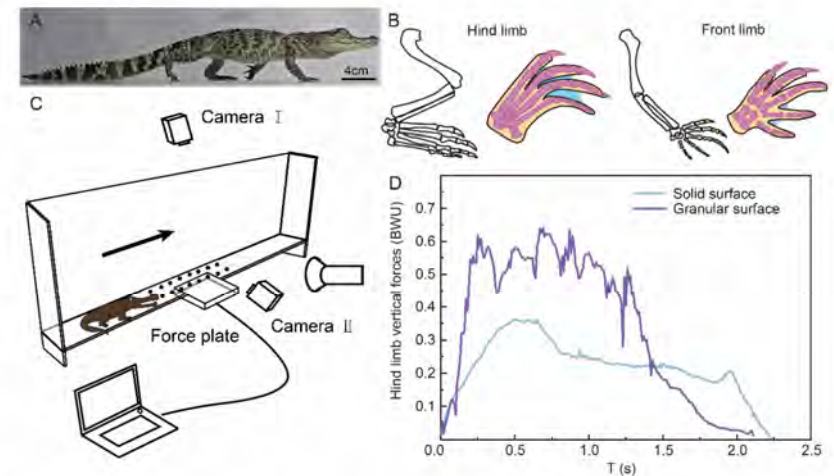 A
4cm
B
Hind limb
Front limb
C
Camera I
Force plate
Camera II
D
Solid surface
Granular surface
Hind limb vertical forces (BWU)
0.7
0.6
0.5
0.4
0.3
0.2
0.1
0.0
0.5
1.0
1.5
2.0
2.5
T (s)